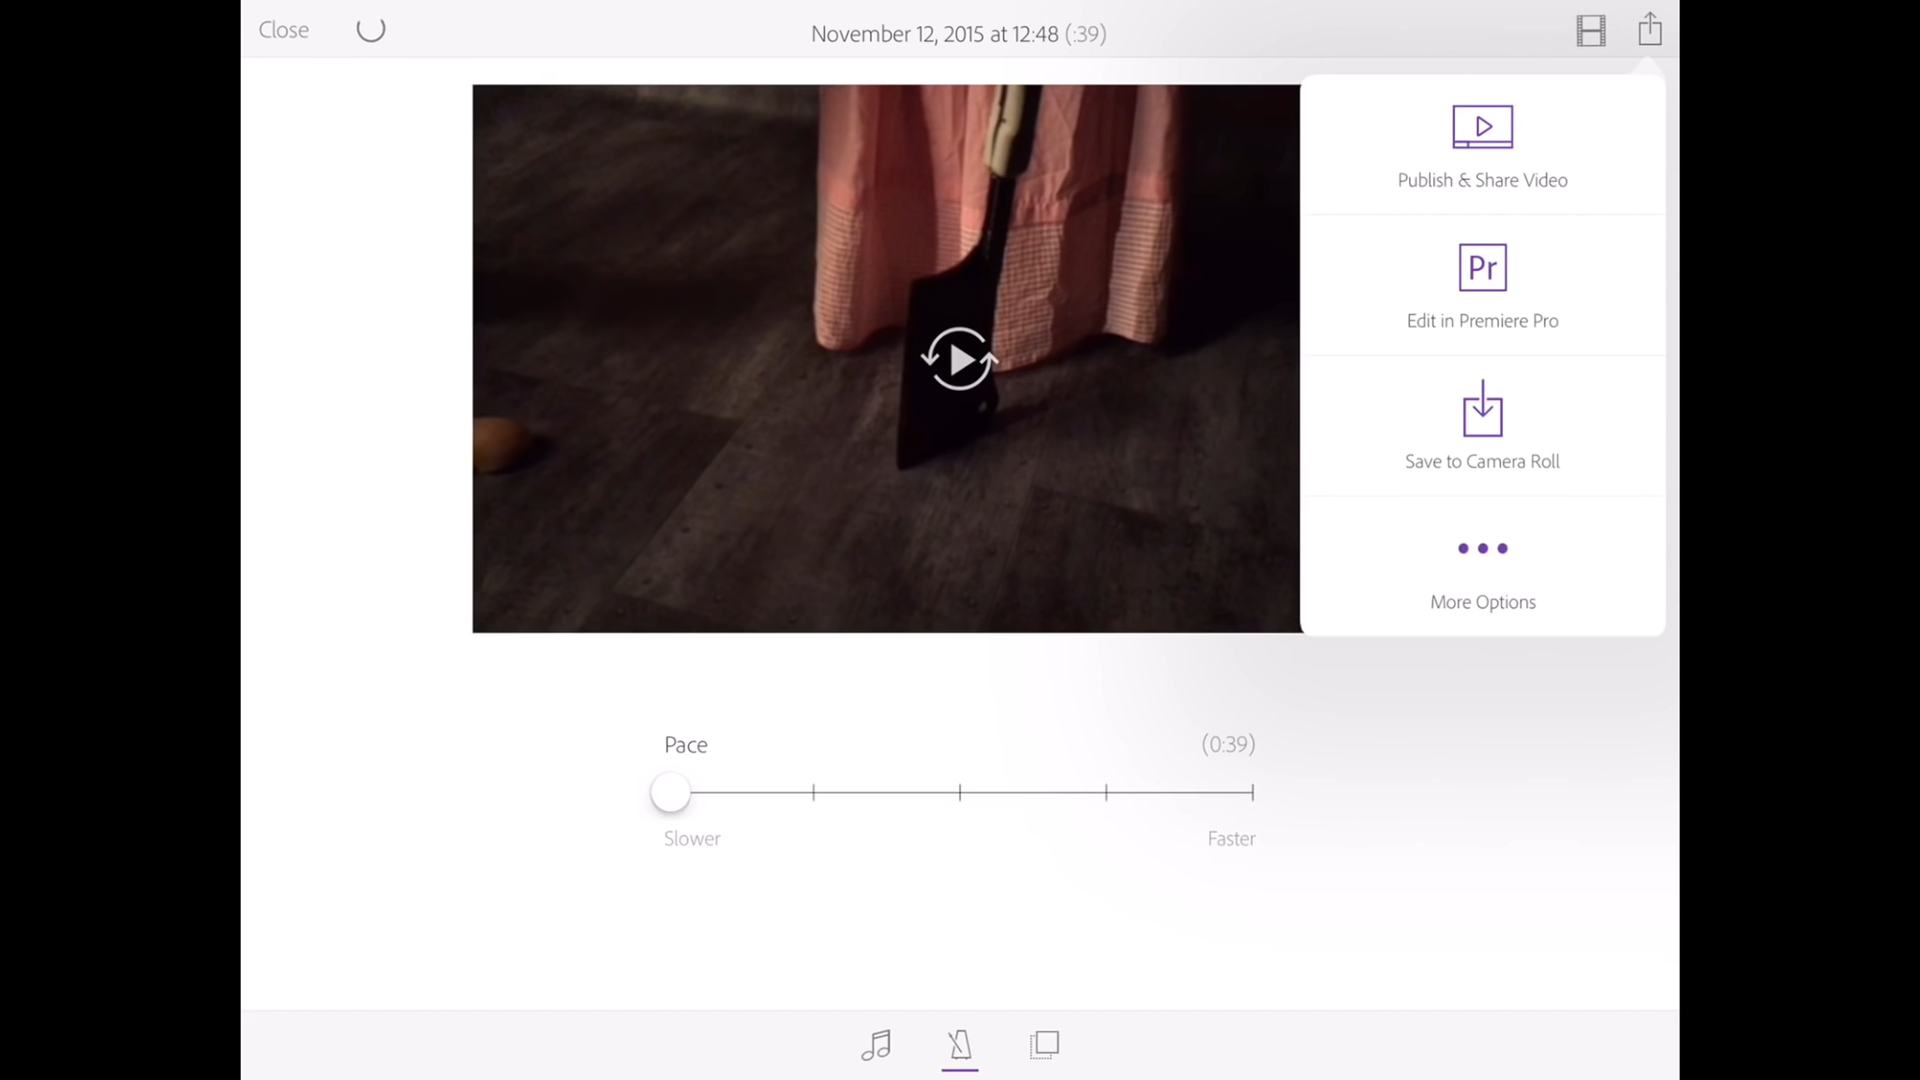 Close
November 12, 2015 at 12:48 (:39)
Publish & Share Video
Pr
Edit in Premiere Pro
Save to Camera Roll
More Options
Pace
(0:39)
Slower
Faster